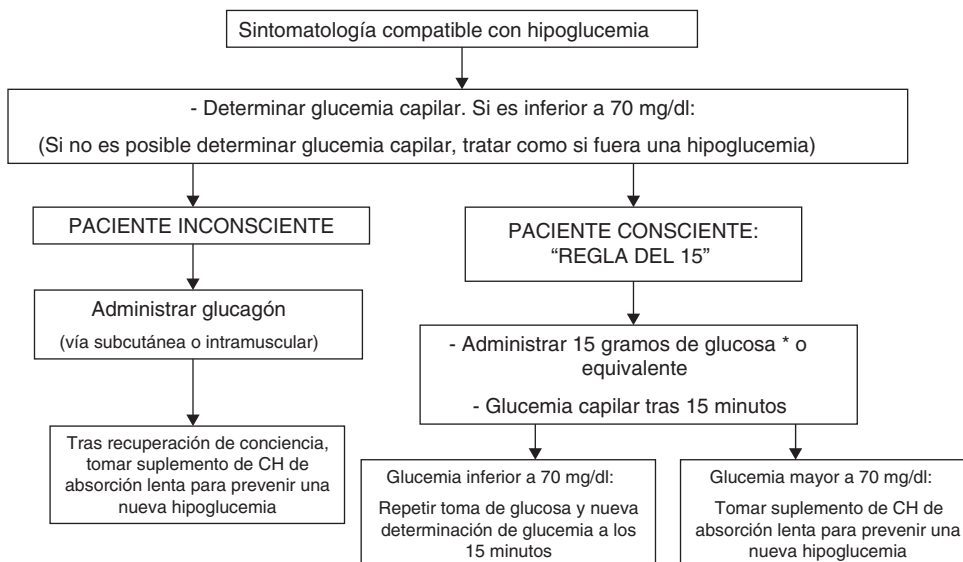 Sintomatología compatible con hipoglucemia
- Determinar glucemia capilar. Si es inferior a 70 mg/dl:
(Si no es posible determinar glucemia capilar, tratar como si fuera una hipoglucemia)
PACIENTE INCONSCIENTE
Administrar glucagón
(vía subcutánea o intramuscular)
Tras recuperación de conciencia,
tomar suplemento de CH de
absorción lenta para prevenir una
nueva hipoglucemia
PACIENTE CONSCIENTE:
“REGLA DEL 15”
- Administrar 15 gramos de glucosa * o
equivalente
- Glucemia capilar tras 15 minutos
Glucemia inferior a 70 mg/dl:
Repetir toma de glucosa y nueva
determinación de glucemia a los
15 minutos
Glucemia mayor a 70 mg/dl:
Tomar suplemento de CH de
absorción lenta para prevenir una
nueva hipoglucemia